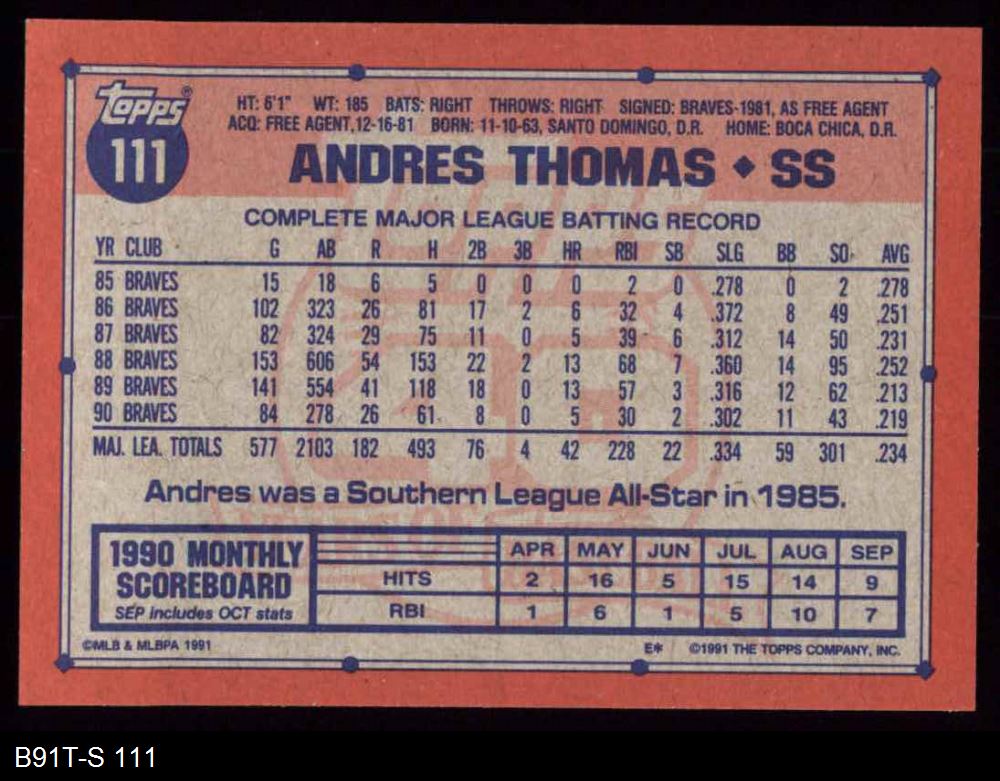 Topps®
111
HT: 6'1" WT: 185 BATS: RIGHT THROWS: RIGHT SIGNED: BRAVES-1981, AS FREE AGENT
ACQ: FREE AGENT,12-16-81 BORN: 11-10-63, SANTO DOMINGO, D.R. HOME: BOCA CHICA, D.R.
ANDRES THOMAS ◆ SS
COMPLETE MAJOR LEAGUE BATTING RECORD
YR CLUB G AB R H 2B 3B HR RBI SB SLG BB SO AVG
85 BRAVES 15 18 6 5 0 0 0 2 0 .278 0 2 .278
86 BRAVES 102 323 26 81 17 2 6 32 4 .372 8 49 .251
87 BRAVES 82 324 29 75 11 0 5 39 6 .312 14 50 .231
88 BRAVES 153 606 54 153 22 2 13 68 7 .360 14 95 .252
89 BRAVES 141 554 41 118 18 0 13 57 3 .316 12 62 .213
90 BRAVES 84 278 26 61 8 0 5 30 2 .302 11 43 .219
MAJ. LEA. TOTALS 577 2103 182 493 76 4 42 228 22 .334 59 301 .234
Andres was a Southern League All-Star in 1985.
1990 MONTHLY
SCOREBOARD
SEP includes OCT stats
APR MAY JUN JUL AUG SEP
HITS 2 16 5 15 14 9
RBI 1 6 1 5 10 7
©MLB & MLBPA 1991 E* ©1991 THE TOPPS COMPANY, INC.
B91T-S 111